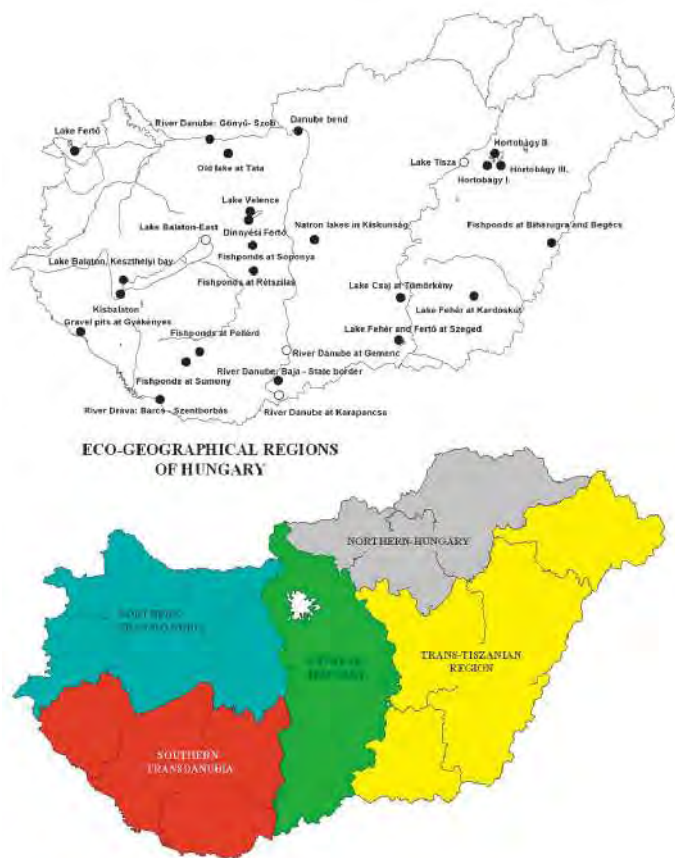 River Danube: Gönyű- Szob
Danube bend
Lake Fertő
Old lake at Tata
Hortobágy II.
Lake Tisza
Hortobágy III.
Hortobágy I.
Lake Velence
Lake Balaton-East
Dinnyési Fertő
Natron lakes in Kiskunság
Fishponds at Biharugra and Begécs
Fishponds at Soponya
Lake Balaton, Keszthelyi bay
Fishponds at Rétszilas
Kisbalaton
Lake Csaj at Tömörkény
Lake Fehér at Kardoskút
Gravel pits at Gyékényes
Fishponds at Pellérd
Lake Fehér and Fertő at Szeged
River Danube at Gemenc
Fishponds at Sumony
River Danube: Baja - State border
River Dráva: Barcs - Szentborbás
River Danube at Karapancsa
ECO-GEOGRAPHICAL REGIONS
OF HUNGARY
NORTHERN-HUNGARY
NORTHERN-
TRANSDANUBIA
TRANS-TISZANIAN
REGION
HUNGARY
SOUTHERN-
TRANSDANUBIA